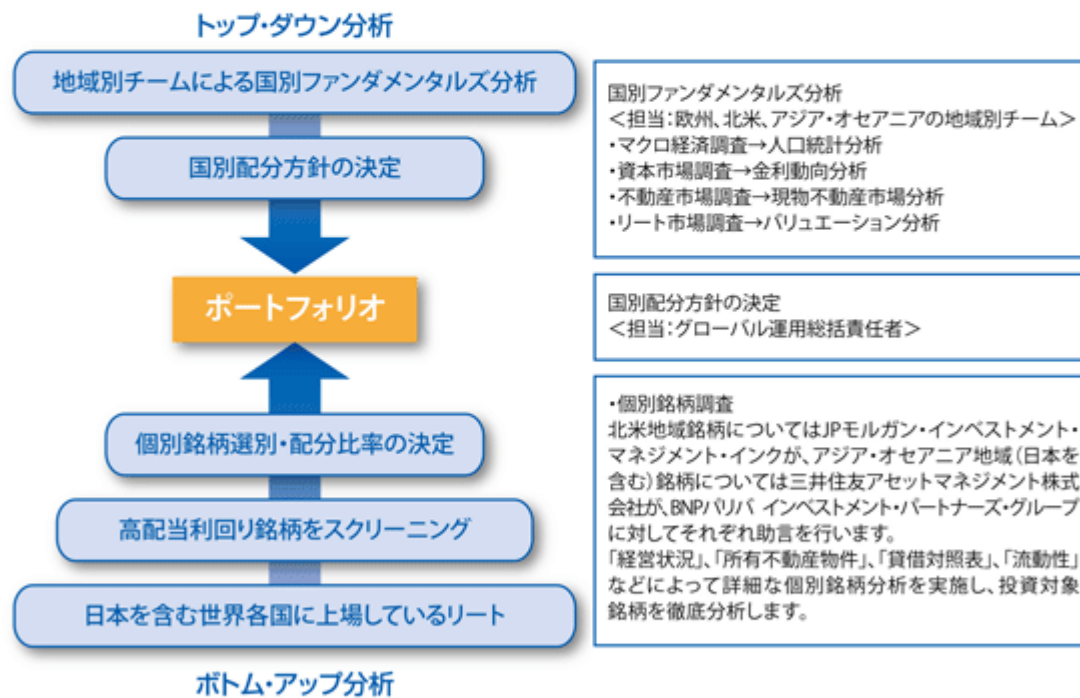 トップ・ダウン分析
地域別チームによる国別ファンダメンタルズ分析
国別配分方針の決定
ポートフォリオ
個別銘柄選別・配分比率の決定
高配当利回り銘柄をスクリーニング
日本を含む世界各国に上場しているリート
ボトム・アップ分析
国別ファンダメンタルズ分析
＜担当：欧州、北米、アジア・オセアニアの地域別チーム＞
・マクロ経済調査→人口統計分析
・資本市場調査→金利動向分析
・不動産市場調査→現物不動産市場分析
・リート市場調査→バリュエーション分析
国別配分方針の決定
＜担当：グローバル運用総括責任者＞
・個別銘柄調査
北米地域銘柄についてはJPモルガン・インベストメント・
マネジメント・インクが、アジア・オセアニア地域（日本を
含む）銘柄については三井住友アセットマネジメント株式
会社が、BNPパリバ インベストメント・パートナーズ・グループ
に対してそれぞれ助言を行います。
「経営状況」、「所有不動産物件」、「貸借対照表」、「流動性」
などによって詳細な個別銘柄分析を実施し、投資対象
銘柄を徹底分析します。